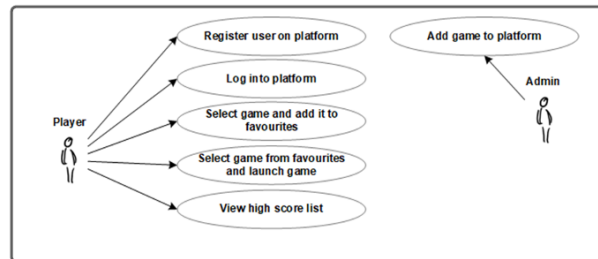 Register user on platform
Add game to platform
Log into platform
Admin
Select game and add it to
favourites
Player
Select game from favourites
and launch game
View high score list